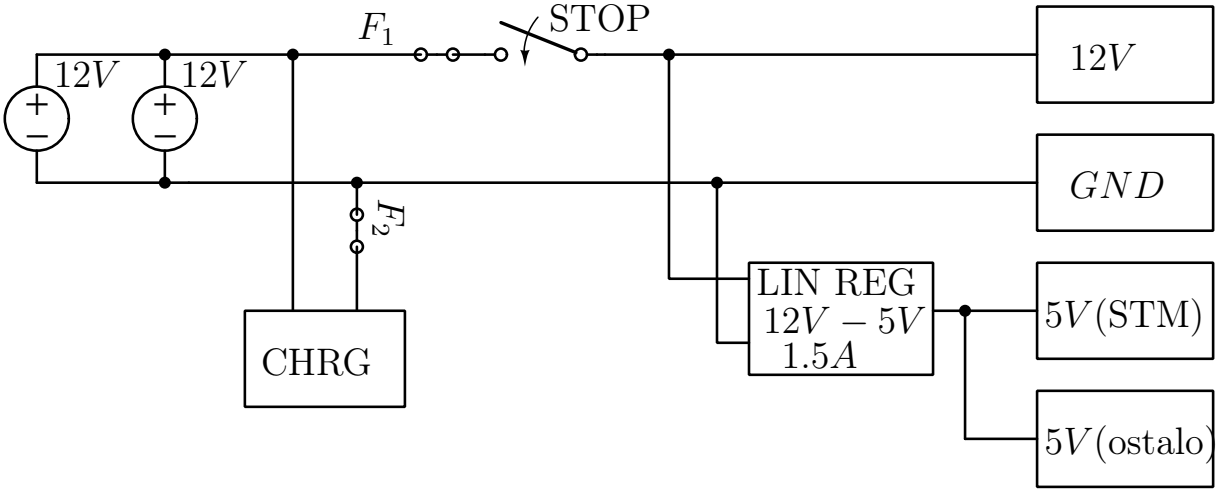 F₁
STOP
12V
12V
12V
+
+
−
−
GND
F₂
LIN REG
12V − 5V
1.5A
5V(STM)
CHRG
5V(ostalo)